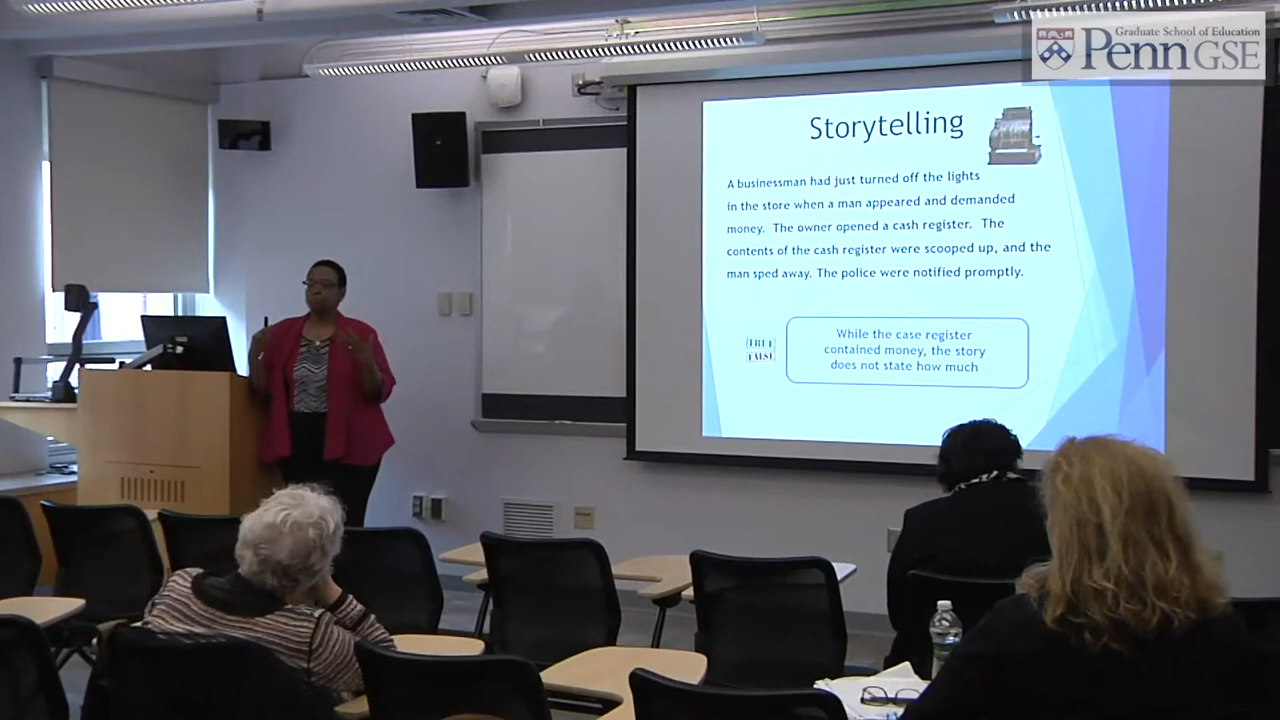 Graduate School of Education
PennGSE
Storytelling
A businessman had just turned off the lights
in the store when a man appeared and demanded
money. The owner opened a cash register. The
contents of the cash register were scooped up, and the
man sped away. The police were notified promptly.
TRUE
FALSE
While the case register
contained money, the story
does not state how much